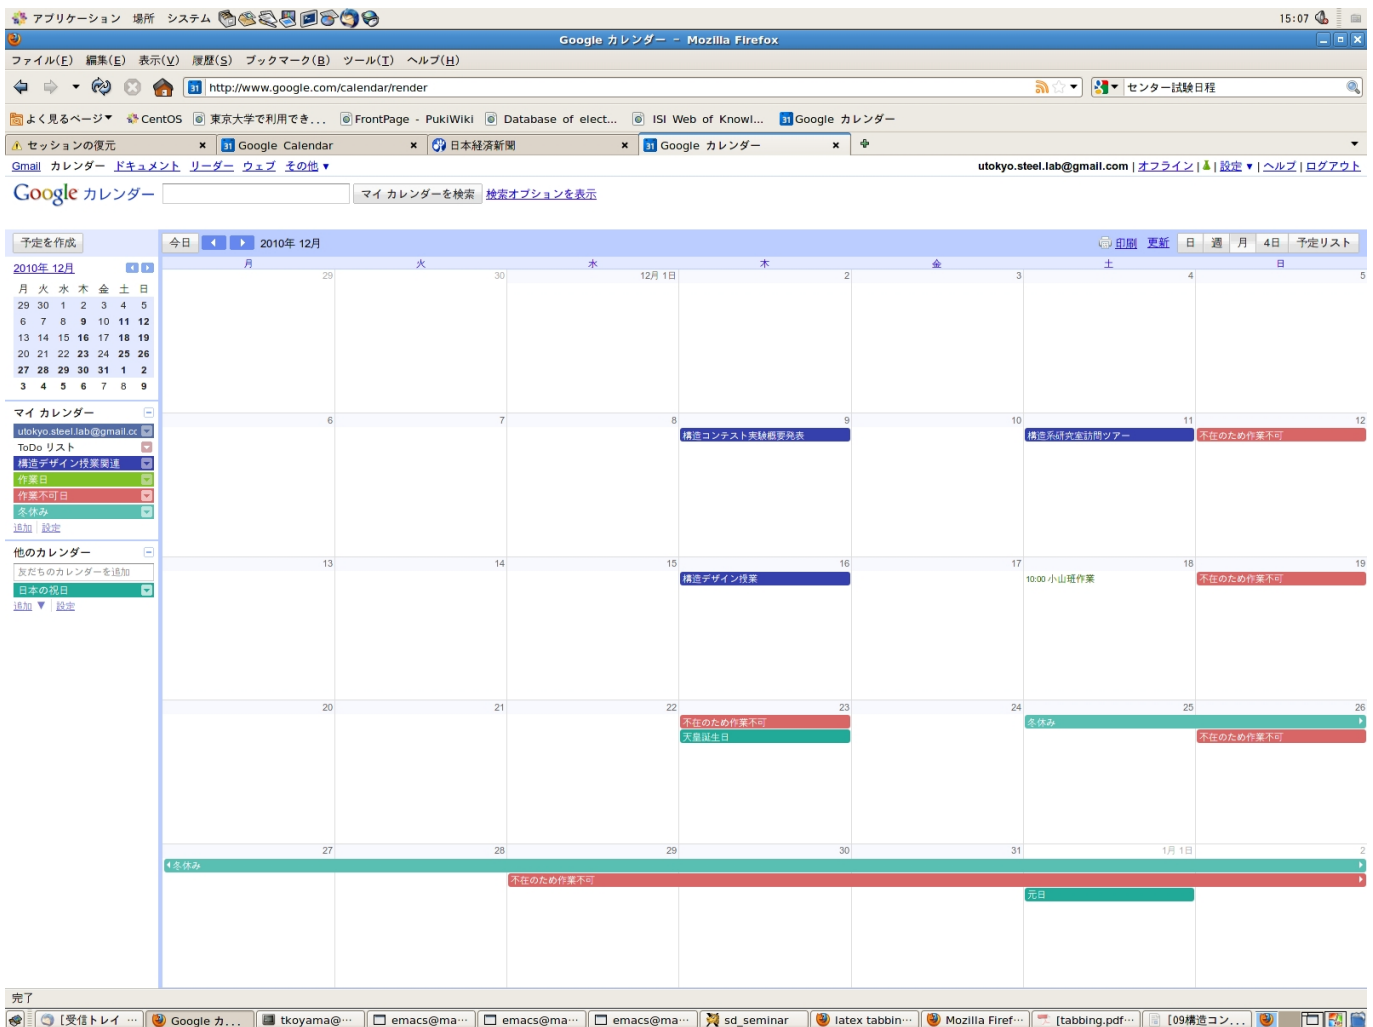 アプリケーション 場所 システム 15:07
Google カレンダー - Mozilla Firefox
ファイル(F) 編集(E) 表示(V) 履歴(S) ブックマーク(B) ツール(T) ヘルプ(H)
http://www.google.com/calendar/render センター試験日程
よく見るページ CentOS 東京大学で利用でき... FrontPage - PukiWiki Database of elect... ISI Web of Knowl... Google カレンダー
セッションの復元 Google Calendar 日本経済新聞 Google カレンダー
Gmail カレンダー ドキュメント リーダー ウェブ その他 ▼ utokyo.steel.lab@gmail.com | オフライン | 設定 ▼ | ヘルプ | ログアウト
Google カレンダー マイ カレンダーを検索 検索オプションを表示
予定を作成 今日 2010年 12月 印刷 更新 日 週 月 4日 予定リスト
2010年 12月
月 火 水 木 金 土 日
29 30 1 2 3 4 5
6 7 8 9 10 11 12
13 14 15 16 17 18 19
20 21 22 23 24 25 26
27 28 29 30 31 1 2
3 4 5 6 7 8 9
マイ カレンダー
utokyo.steel.lab@gmail.cc
ToDo リスト
構造デザイン授業関連
作業日
作業不可日
冬休み
追加 設定
他のカレンダー
友だちのカレンダーを追加
日本の祝日
追加 ▼ 設定
月 火 水 木 金 土 日
29 30 12月 1日 2 3 4 5
6 7 8 9 10 11 12
構造コンテスト実験概要発表 構造系研究室訪問ツアー 不在のため作業不可
13 14 15 16 17 18 19
構造デザイン授業 10:00 小山班作業 不在のため作業不可
20 21 22 23 24 25 26
不在のため作業不可 冬休み
天皇誕生日 不在のため作業不可
27 28 29 30 31 1月 1日 2
冬休み
不在のため作業不可
元日
完了
[受信トレイ ... Google カ... tkoyama@... emacs@ma... emacs@ma... emacs@ma... sd_seminar latex tabbin... Mozilla Firef... [tabbing.pdf... [09構造コン...